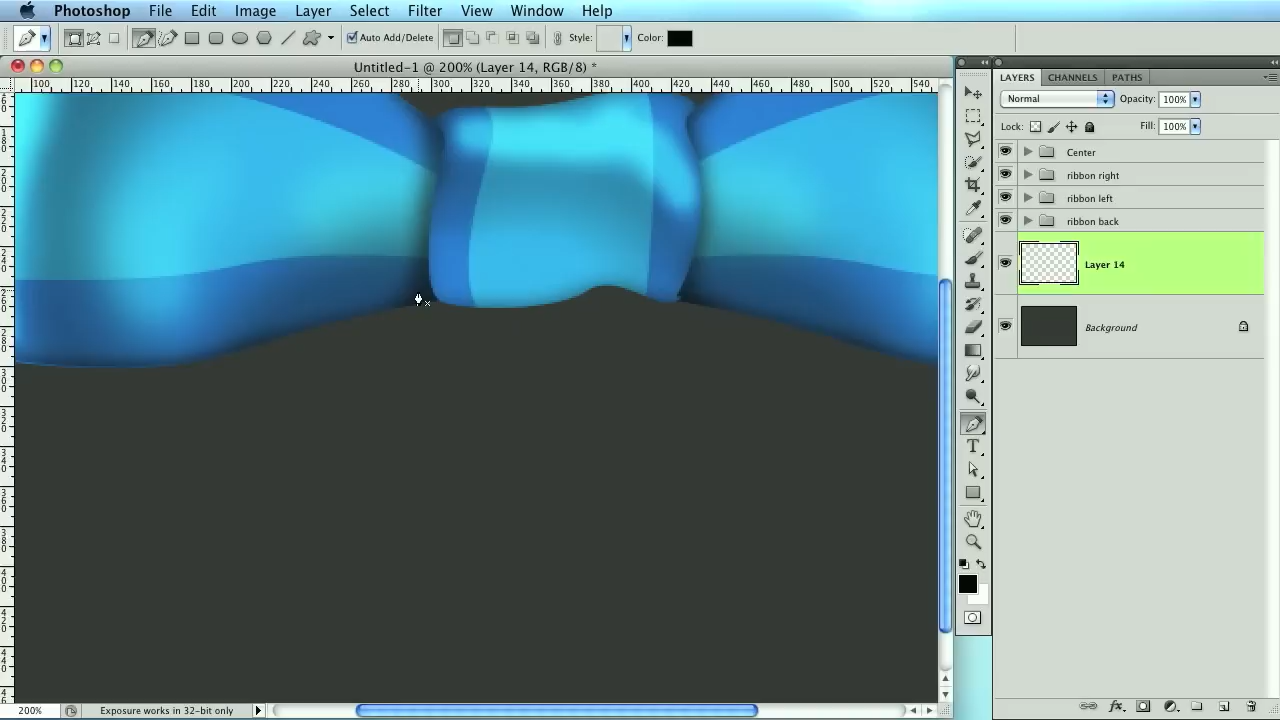 Photoshop File Edit Image Layer Select Filter View Window Help
Auto Add/Delete Style: Color:
Untitled-1 @ 200% (Layer 14, RGB/8) *
100 120 140 160 180 200 220 240 260 280 300 320 340 360 380 400 420 440 460 480 500 520 540
LAYERS CHANNELS PATHS
Normal Opacity: 100%
Lock: Fill: 100%
Center
ribbon right
ribbon left
ribbon back
Layer 14
Background
T
200% Exposure works in 32-bit only
fx